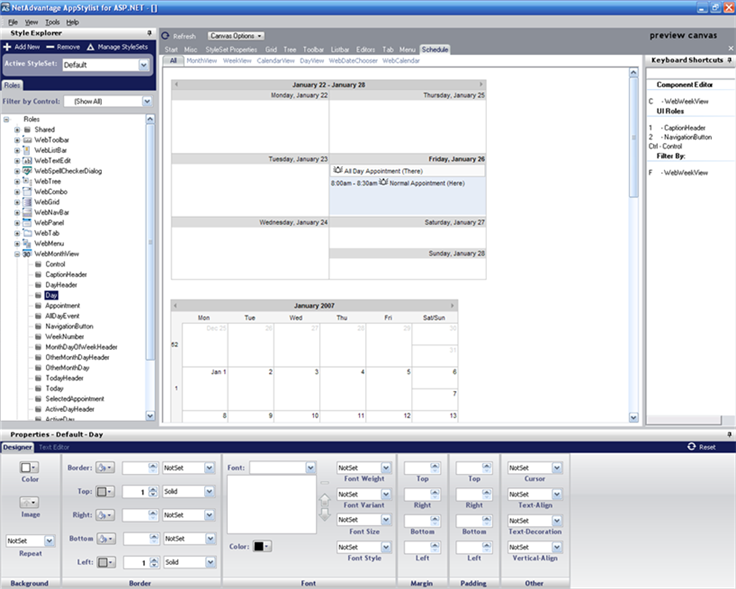 NetAdvantage AppStylist for ASP.NET - []
File View Tools Help
Style Explorer
Add New Remove Manage StyleSets
Active StyleSet: Default
Roles
Filter by Control: (Show All)
Roles
Shared
WebToolbar
WebListBar
WebTextEdit
WebSpellCheckerDialog
WebTree
WebCombo
WebGrid
WebNavBar
WebPanel
WebTab
WebMenu
WebMonthView
Control
CaptionHeader
DayHeader
Day
Appointment
AllDayEvent
NavigationButton
WeekNumber
MonthDayOfWeekHeader
OtherMonthDayHeader
OtherMonthDay
TodayHeader
Today
SelectedAppointment
ActiveDayHeader
ActiveDay
Refresh Canvas Options preview canvas
Start Misc StyleSet Properties Grid Tree Toolbar Listbar Editors Tab Menu Schedule
All MonthView WeekView CalendarView DayView WebDateChooser WebCalendar
January 22 - January 28
Monday, January 22 Thursday, January 25
Tuesday, January 23 Friday, January 26
All Day Appointment (There)
8:00am - 8:30am Normal Appointment (Here)
Wednesday, January 24 Saturday, January 27
Sunday, January 28
January 2007
Mon Tue Wed Thu Fri Sat/Sun
Dec 25 26 27 28 29 30
52 31
Jan 1 2 3 4 5 6
1 7
8 9 10 11 12 13
Keyboard Shortcuts
Component Editor
C - WebWeekView
UI Roles
1 - CaptionHeader
2 - NavigationButton
Ctrl - Control
Filter By:
F - WebWeekView
Properties - Default - Day
Designer Text Editor Reset
Color
Image
NotSet
Repeat
Background
Border: NotSet
Top: 1 Solid
Right: NotSet
Bottom NotSet
Left: 1 Solid
Border
Font:
Color:
NotSet
Font Weight
NotSet
Font Variant
NotSet
Font Size
NotSet
Font Style
Font
Top
Right
Bottom
Left
Margin
Top
Right
Bottom
Left
Padding
NotSet
Cursor
NotSet
Text-Align
NotSet
Text-Decoration
NotSet
Vertical-Align
Other